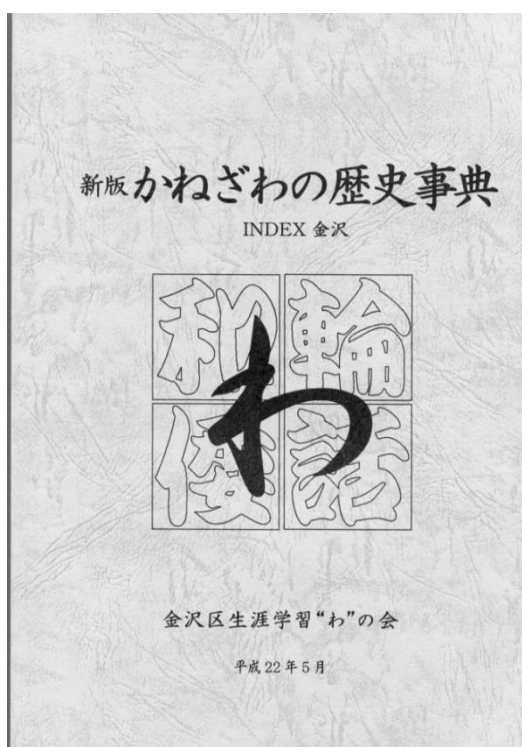 新版 かねざわの歴史事典
INDEX 金沢
和 輪
わ
倭 話
金沢区生涯学習“わ”の会
平成22年5月